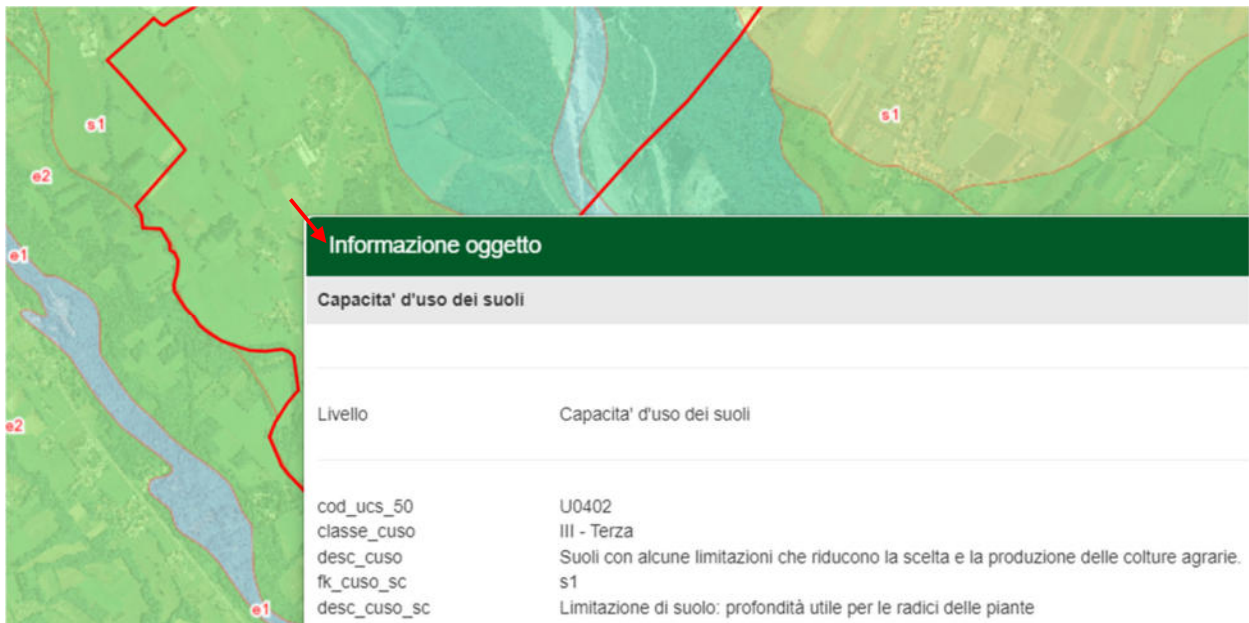 s1
s1
e2
e1
Informazione oggetto
Capacita' d'uso dei suoli
Livello Capacita' d'uso dei suoli
e2
cod_ucs_50 U0402
classe_cuso III - Terza
desc_cuso Suoli con alcune limitazioni che riducono la scelta e la produzione delle colture agrarie.
fk_cuso_sc s1
desc_cuso_sc Limitazione di suolo: profondità utile per le radici delle piante
e1